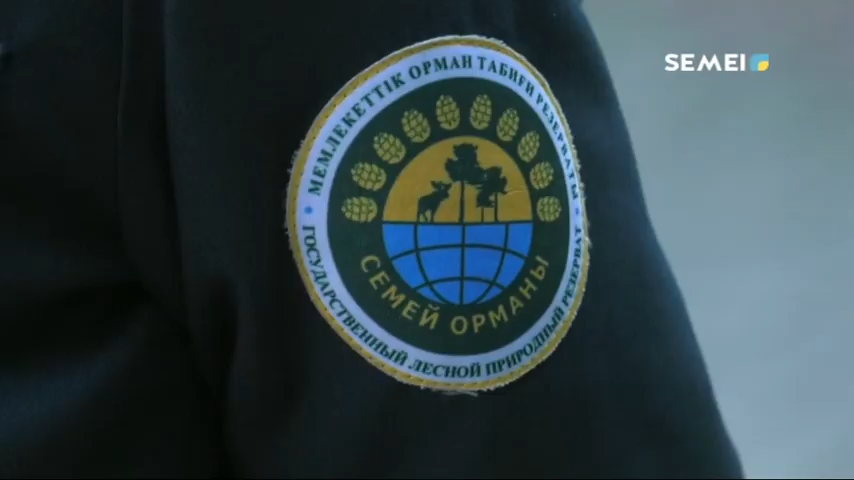 SEMEI
МЕМЛЕКЕТТІК ОРМАН ТАБИҒИ РЕЗЕРВАТЫ
СЕМЕЙ ОРМАНЫ
ГОСУДАРСТВЕННЫЙ ЛЕСНОЙ ПРИРОДНЫЙ РЕЗЕРВАТ